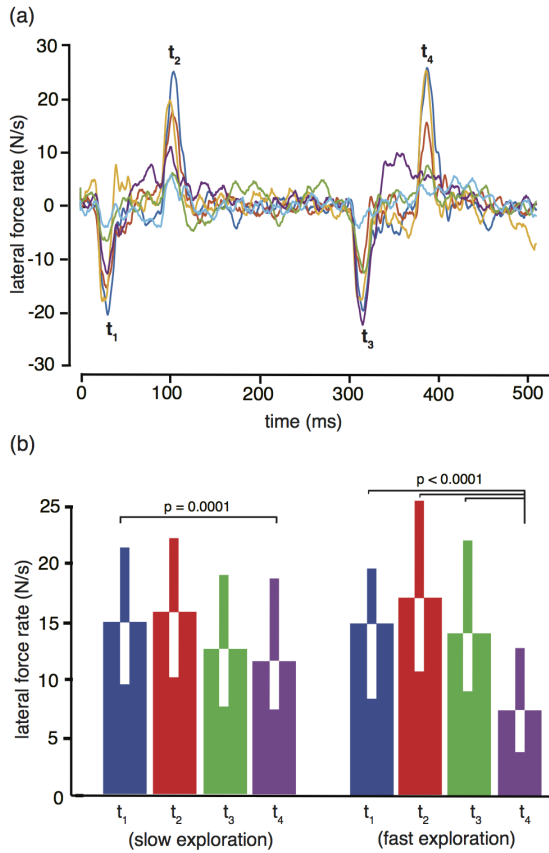 (a)
30
20
10
0
-10
-20
-30
lateral force rate (N/s)
t1
t2
t3
t4
0 100 200 300 400 500
time (ms)
(b)
p = 0.0001
p < 0.0001
25
20
15
10
5
0
lateral force rate (N/s)
t1 t2 t3 t4 t1 t2 t3 t4
(slow exploration) (fast exploration)